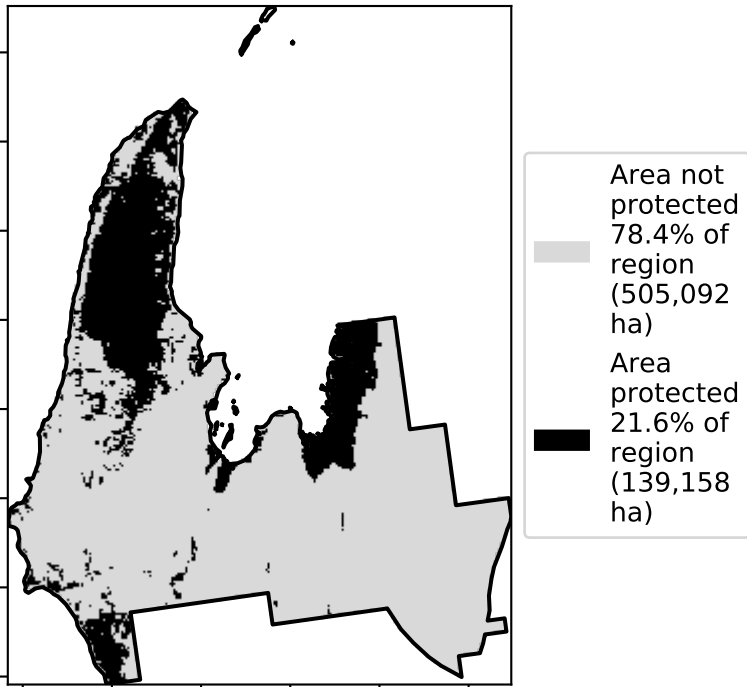 Area not
protected
78.4% of
region
(505,092
ha)
Area
protected
21.6% of
region
(139,158
ha)